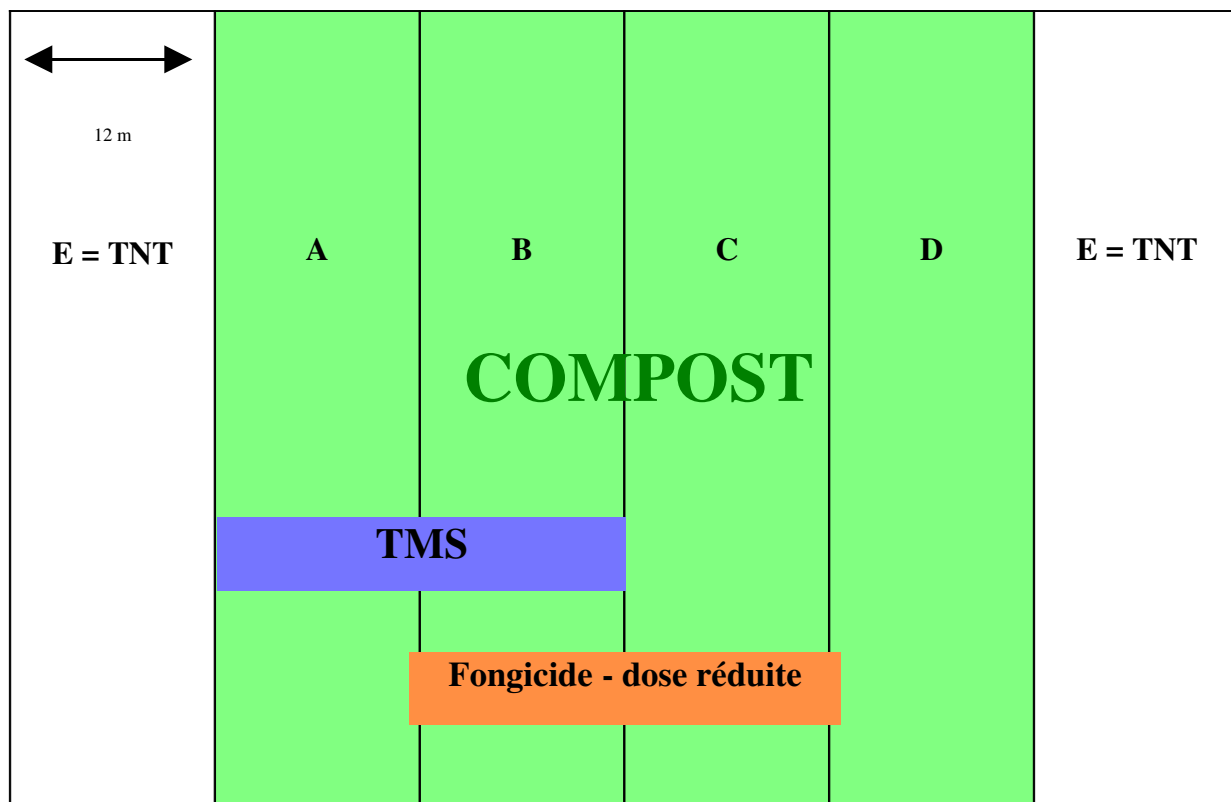 12 m
E = TNT
A
B
C
D
E = TNT
COMPOST
TMS
Fongicide - dose réduite